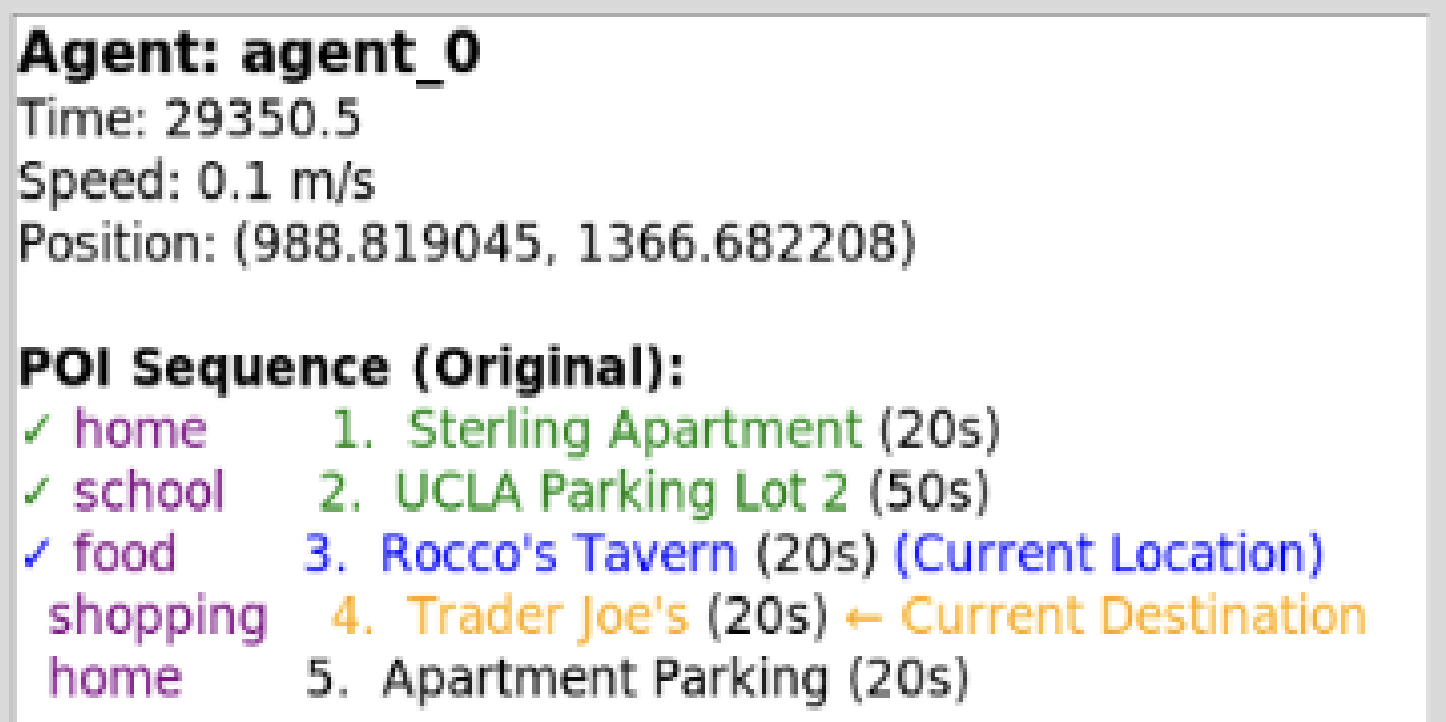 Agent: agent_0
Time: 29350.5
Speed: 0.1 m/s
Position: (988.819045, 1366.682208)
POI Sequence (Original):
✓ home 1. Sterling Apartment (20s)
✓ school 2. UCLA Parking Lot 2 (50s)
✓ food 3. Rocco's Tavern (20s) (Current Location)
shopping 4. Trader Joe's (20s) ← Current Destination
home 5. Apartment Parking (20s)